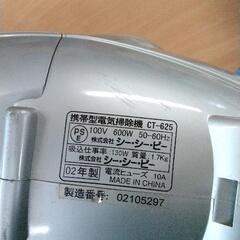 携帯型電気掃除機 CT-625
PS E 100V 600W 50-60Hz
株式会社 シー・シー・ピー
吸込仕事率 130W 質量 1.7Kg
株式会社 シー・シー・ピー
02年製 電流ヒューズ 10A
MADE IN CHINA
製造番号: 02105297